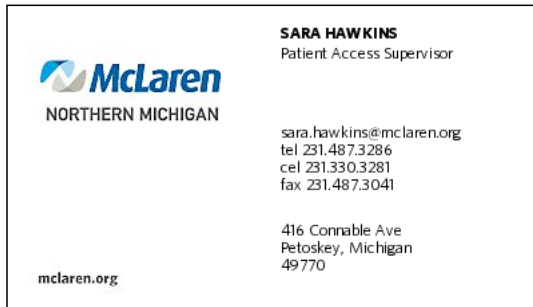 McLaren
NORTHERN MICHIGAN
mclaren.org
SARA HAWKINS
Patient Access Supervisor
sara.hawkins@mclaren.org
tel 231.487.3286
cel 231.330.3281
fax 231.487.3041
416 Connable Ave
Petoskey, Michigan
49770